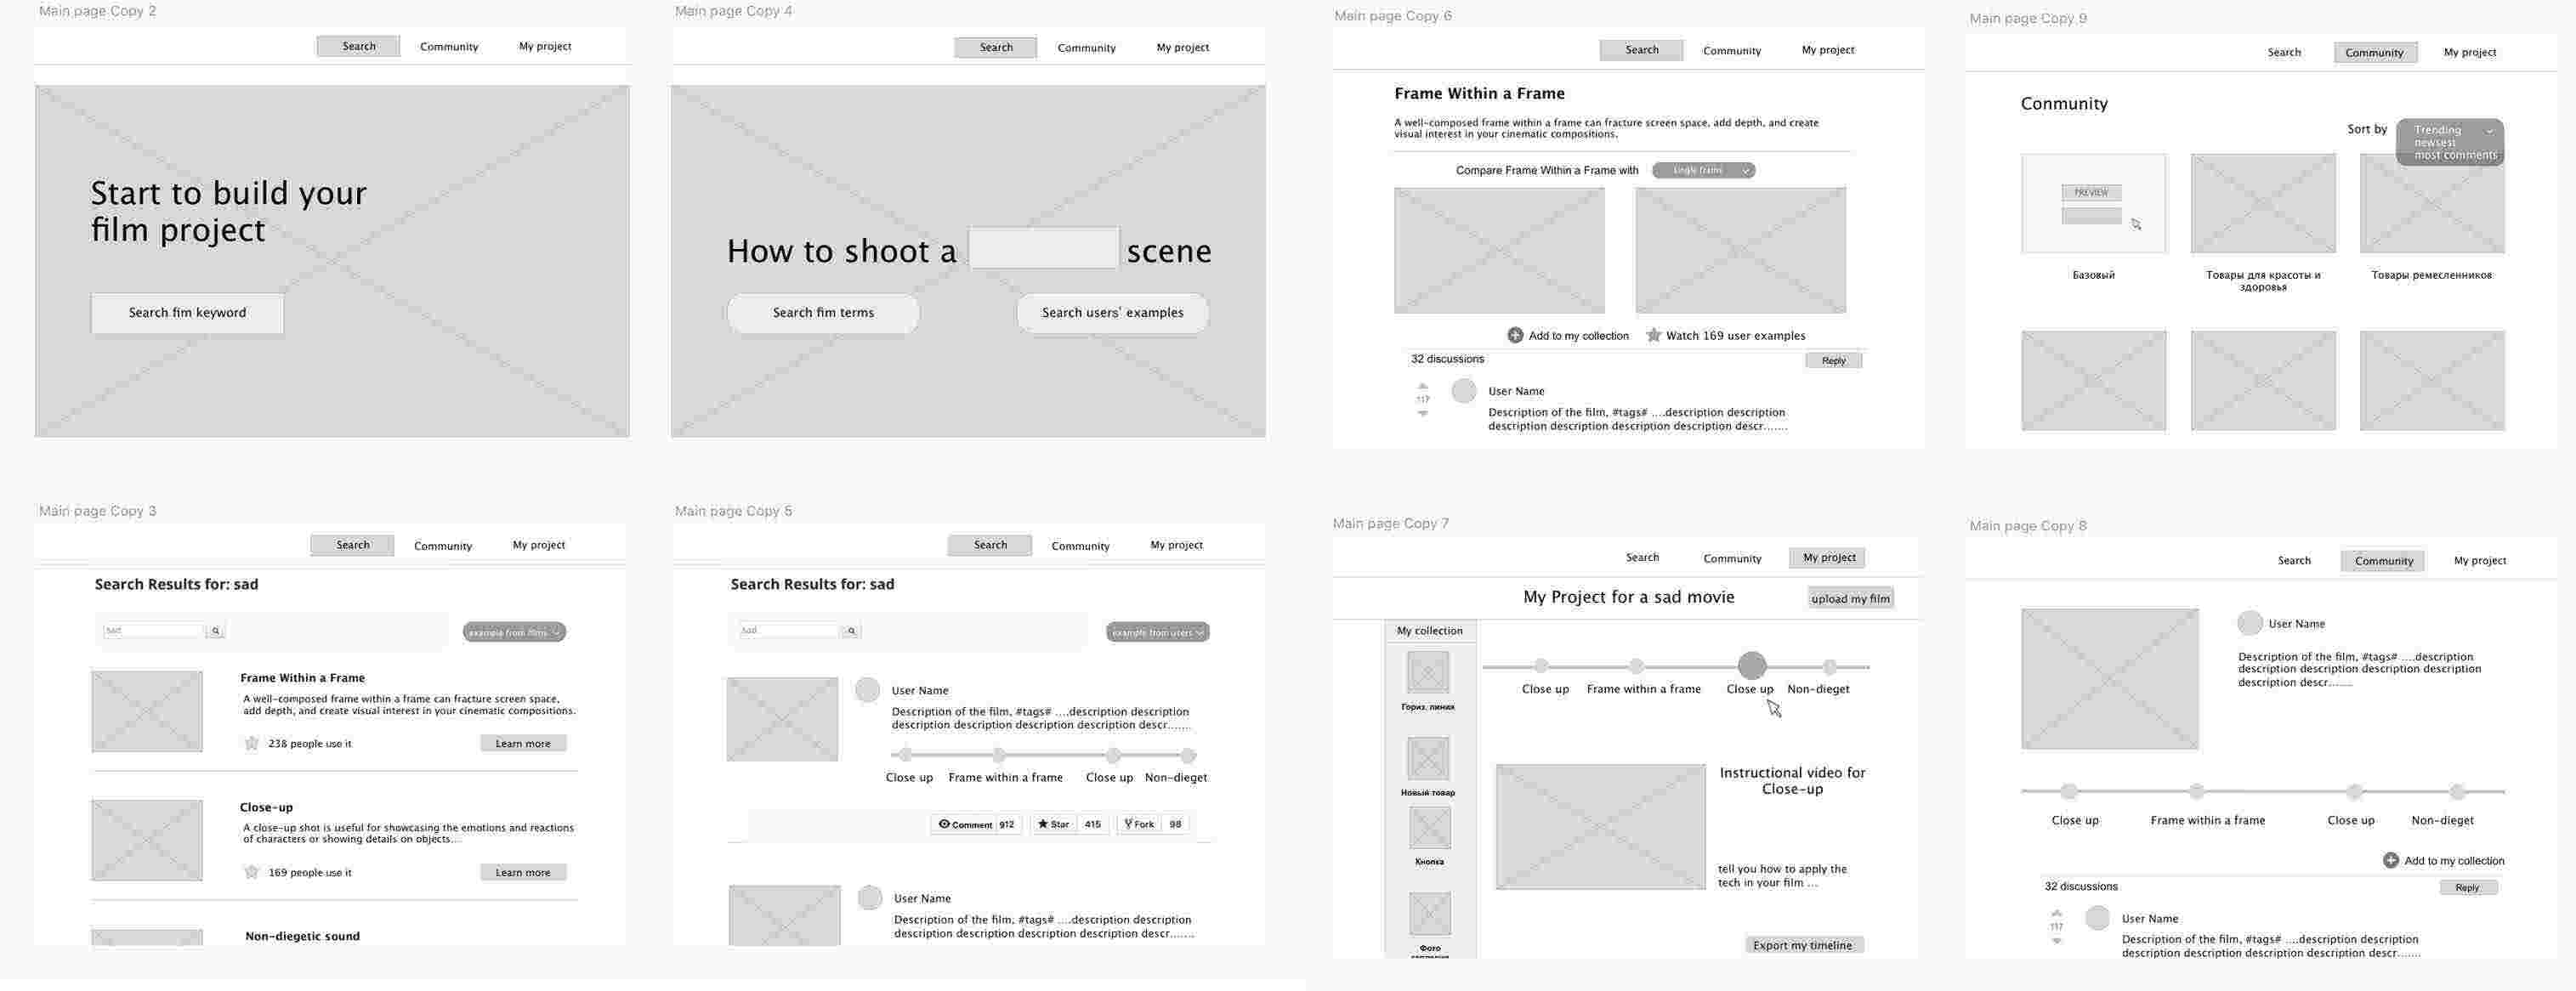 Main page Copy 2
Search Community My project
Start to build your
film project
Search fim keyword
Main page Copy 4
Search Community My project
How to shoot a scene
Search fim terms Search users' examples
Main page Copy 6
Search Community My project
Frame Within a Frame
A well-composed frame within a frame can fracture screen space, add depth, and create
visual interest in your cinematic compositions.
Compare Frame Within a Frame with
Add to my collection Watch 169 user examples
32 discussions Reply
117
User Name
Description of the film, #tags# ....description description
description description description description descr.......
Main page Copy 9
Search Community My project
Conmunity
Sort by Trending
newsest
most comments
PREVIEW
Базовый
Товары для красоты и
здоровья
Товары ремесленников
Main page Copy 3
Search Community My project
Search Results for: sad
sad
example from films
Frame Within a Frame
A well-composed frame within a frame can fracture screen space,
add depth, and create visual interest in your cinematic compositions.
238 people use it Learn more
Close-up
A close-up shot is useful for showcasing the emotions and reactions
of characters or showing details on objects...
169 people use it Learn more
Non-diegetic sound
Main page Copy 5
Search Community My project
Search Results for: sad
sad
example from users
User Name
Description of the film, #tags# ....description description
description description description description descr.......
Close up Frame within a frame Close up Non-dieget
Comment 912 Star 415 Fork 98
User Name
Description of the film, #tags# ....description description
description description description description descr.......
Main page Copy 7
Search Community My project
My Project for a sad movie upload my film
My collection
Гориз. линия
Новый товар
Кнопка
Фото
Close up Frame within a frame Close up Non-dieget
Instructional video for
Close-up
tell you how to apply the
tech in your film ...
Export my timeline
Main page Copy 8
Search Community My project
User Name
Description of the film, #tags# ....description
description description description description
description descr.......
Close up Frame within a frame Close up Non-dieget
Add to my collection
32 discussions Reply
117
User Name
Description of the film, #tags# ....description description
description description description description descr.......